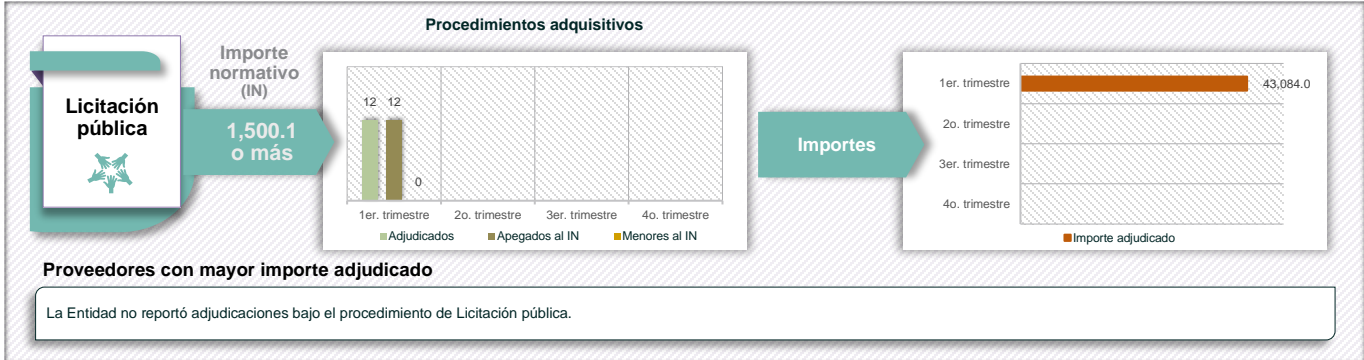 Procedimientos adquisitivos
Importe
normativo
(IN)
Licitación
pública
1,500.1
o más
12 12
0
1er. trimestre 2o. trimestre 3er. trimestre 4o. trimestre
Adjudicados Apegados al IN Menores al IN
Importes
1er. trimestre 43,084.0
2o. trimestre
3er. trimestre
4o. trimestre
Importe adjudicado
Proveedores con mayor importe adjudicado
La Entidad no reportó adjudicaciones bajo el procedimiento de Licitación pública.